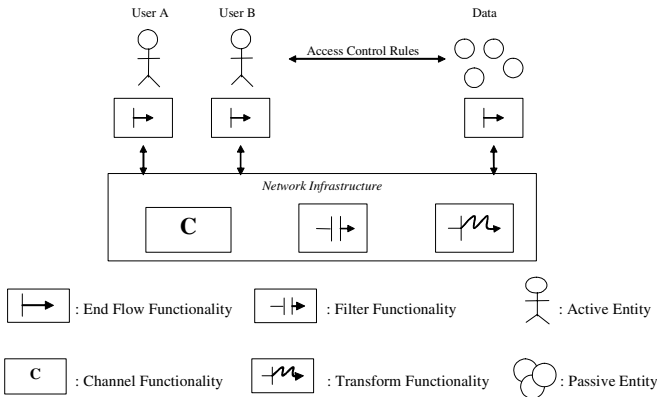 User A
User B
Data
Access Control Rules
Network Infrastructure
C
: End Flow Functionality
: Filter Functionality
: Active Entity
C
: Channel Functionality
: Transform Functionality
: Passive Entity